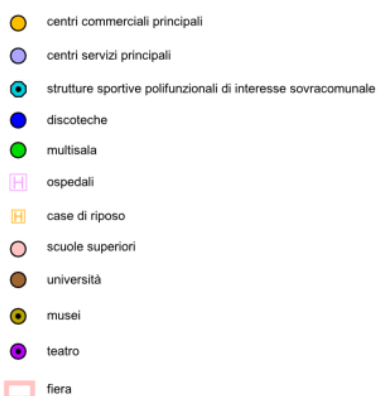 centri commerciali principali
centri servizi principali
strutture sportive polifunzionali di interesse sovracomunale
discoteche
multisala
H ospedali
H case di riposo
scuole superiori
università
musei
teatro
fiera